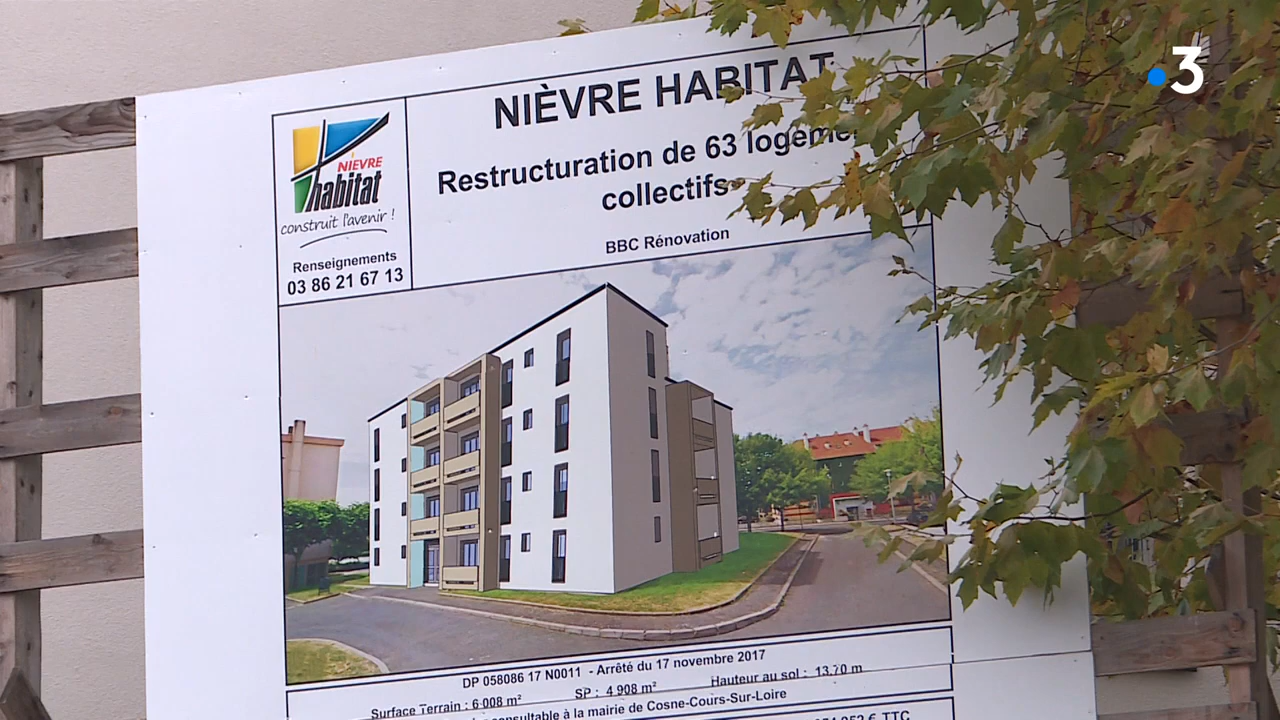 3
NIÈVRE HABITAT
Restructuration de 63
collectifs
BBC Rénovation
NIÈVRE
habitat
construit l'avenir !
Renseignements
03 86 21 67 13
DP 058086 17 N0011 - Arrêté du 17 novembre 2017
Surface Terrain : 6 008 m² SP : 4 908 m² Hauteur au sol : 13,70 m
consultable à la mairie de Cosne-Cours-Sur-Loire
€ TTC